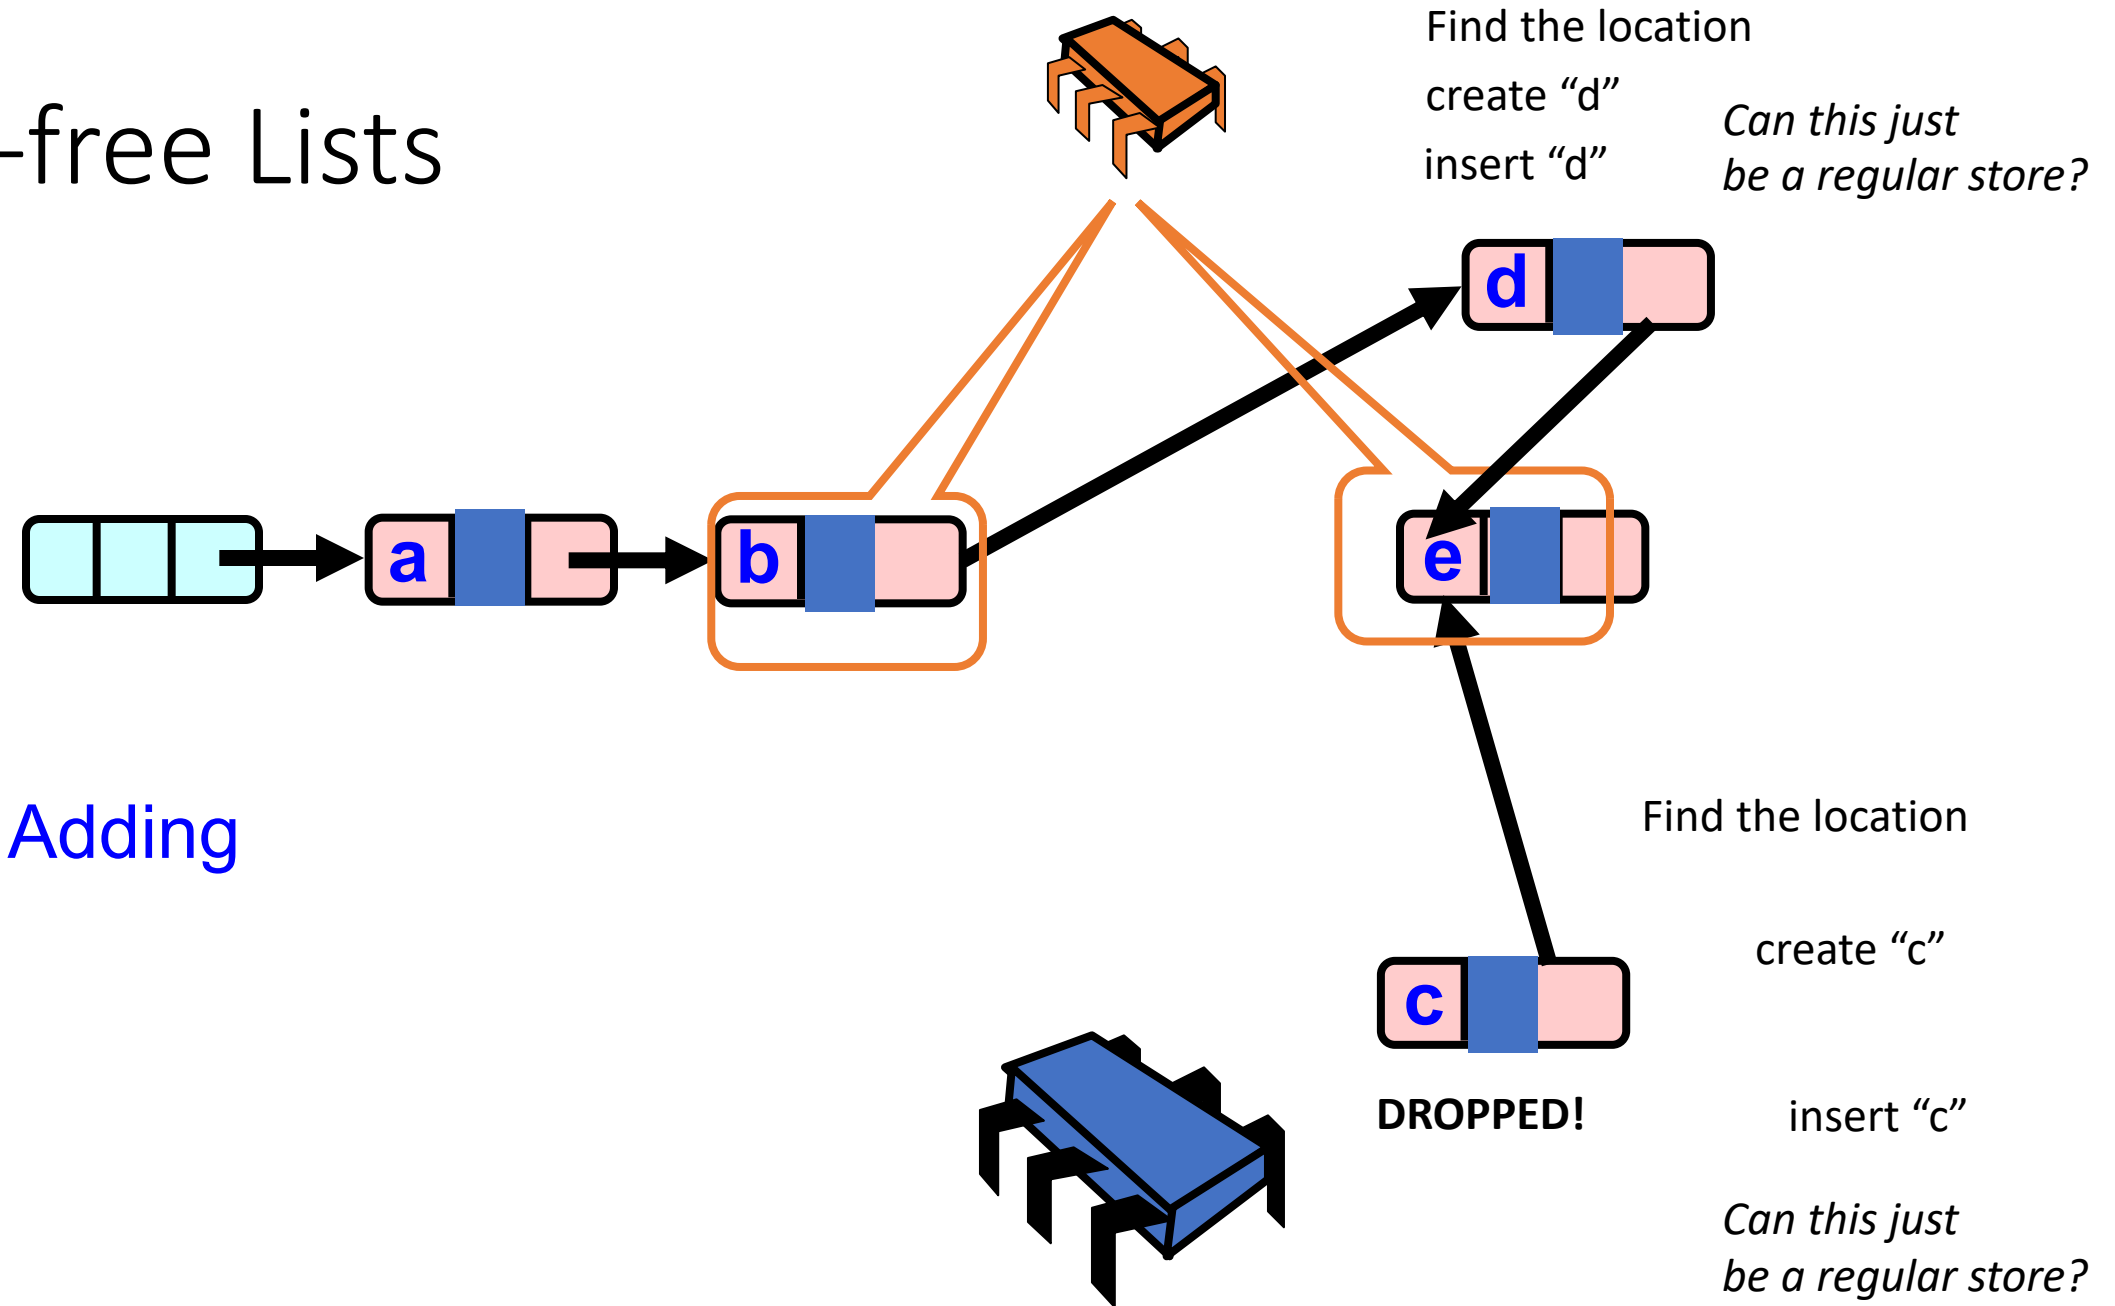 -free Lists
Find the location
create “d”
insert “d”
Can this just
be a regular store?
d
a
b
e
Adding
Find the location
create “c”
c
DROPPED!
insert “c”
Can this just
be a regular store?